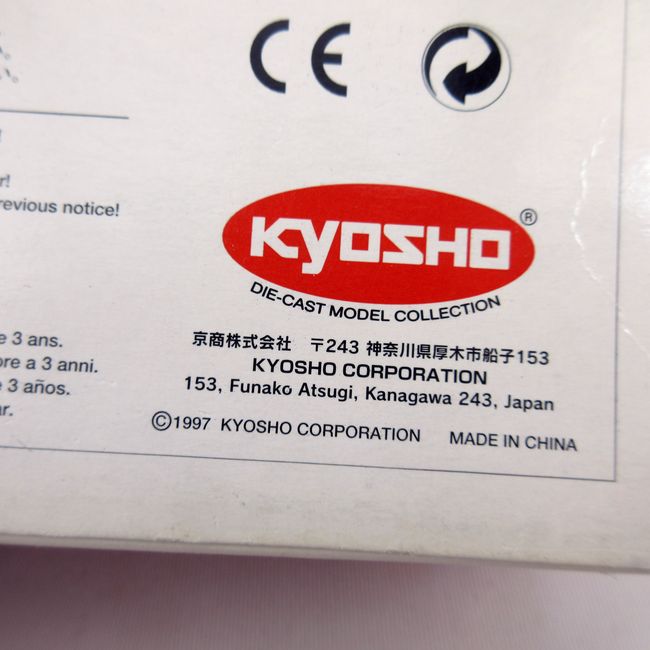 い。
CE
r!
revious notice!
KYOSHO®
DIE-CAST MODEL COLLECTION
e 3 ans.
ore a 3 anni.
e 3 años.
ar.
京商株式会社 〒243 神奈川県厚木市船子153
KYOSHO CORPORATION
153, Funako Atsugi, Kanagawa 243, Japan
©1997 KYOSHO CORPORATION MADE IN CHINA